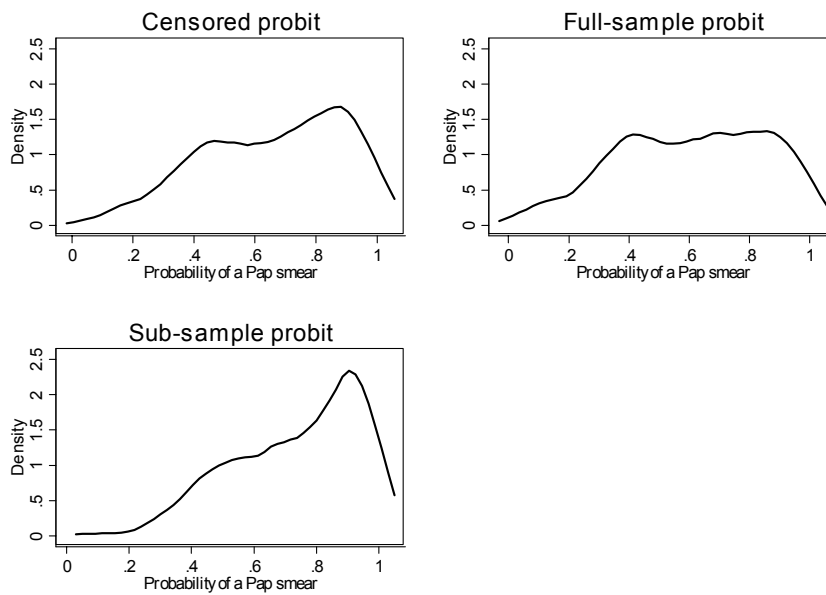 Censored probit
2.5
2
1.5
1
.5
0
Density
0 .2 .4 .6 .8 1
Probability of a Pap smear
Full-sample probit
2.5
2
1.5
1
.5
0
Density
0 .2 .4 .6 .8 1
Probability of a Pap smear
Sub-sample probit
2.5
2
1.5
1
.5
0
Density
0 .2 .4 .6 .8 1
Probability of a Pap smear